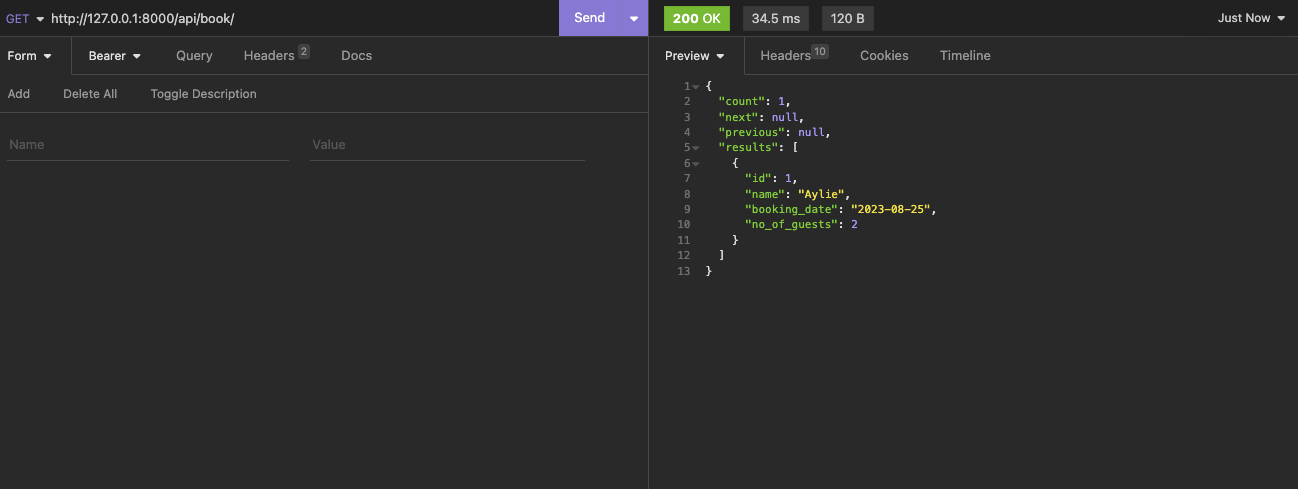 GET http://127.0.0.1:8000/api/book/ Send 200 OK 34.5 ms 120 B Just Now
Form Bearer Query Headers 2 Docs Preview Headers 10 Cookies Timeline
Add Delete All Toggle Description
Name Value
1 {
2 "count": 1,
3 "next": null,
4 "previous": null,
5 "results": [
6 {
7 "id": 1,
8 "name": "Aylie",
9 "booking_date": "2023-08-25",
10 "no_of_guests": 2
11 }
12 ]
13 }